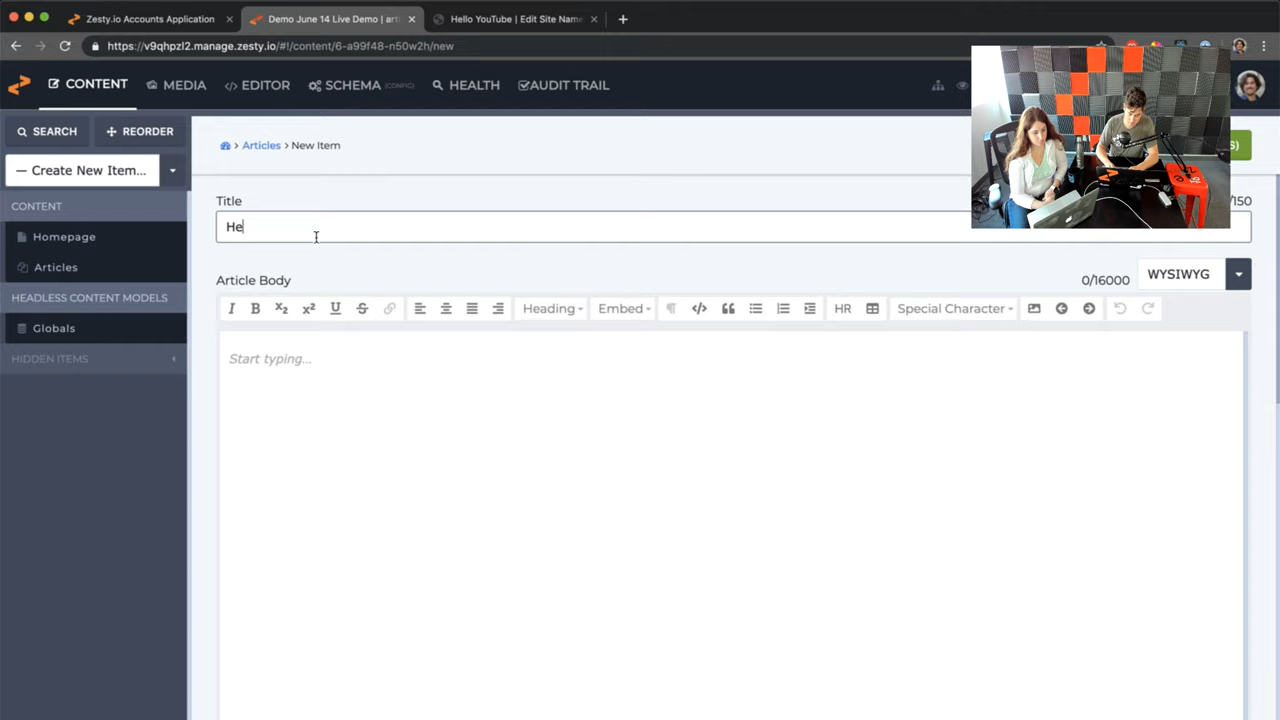 Zesty.io Accounts Application
Demo June 14 Live Demo | arti
Hello YouTube | Edit Site Name
https://v9qhpzl2.manage.zesty.io/#!/content/6-a99f48-n50w2h/new
CONTENT
MEDIA
EDITOR
SCHEMA (CONFIG)
HEALTH
AUDIT TRAIL
SEARCH
REORDER
Articles > New Item
S)
— Create New Item...
CONTENT
Homepage
Articles
HEADLESS CONTENT MODELS
Globals
HIDDEN ITEMS
Title
/150
He
Article Body
0/16000
WYSIWYG
I B X₂ x² U S
Heading
Embed
HR
Special Character
Start typing...